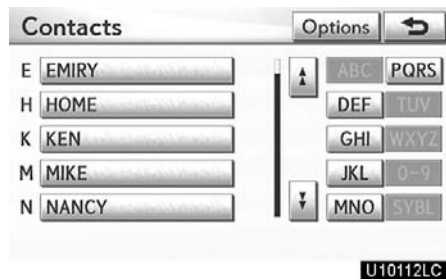 Contacts Options
E EMIRY ABC PQRS
H HOME DEF TUV
K KEN GHI WXYZ
M MIKE JKL 0-9
N NANCY MNO SYBL
U10112LC